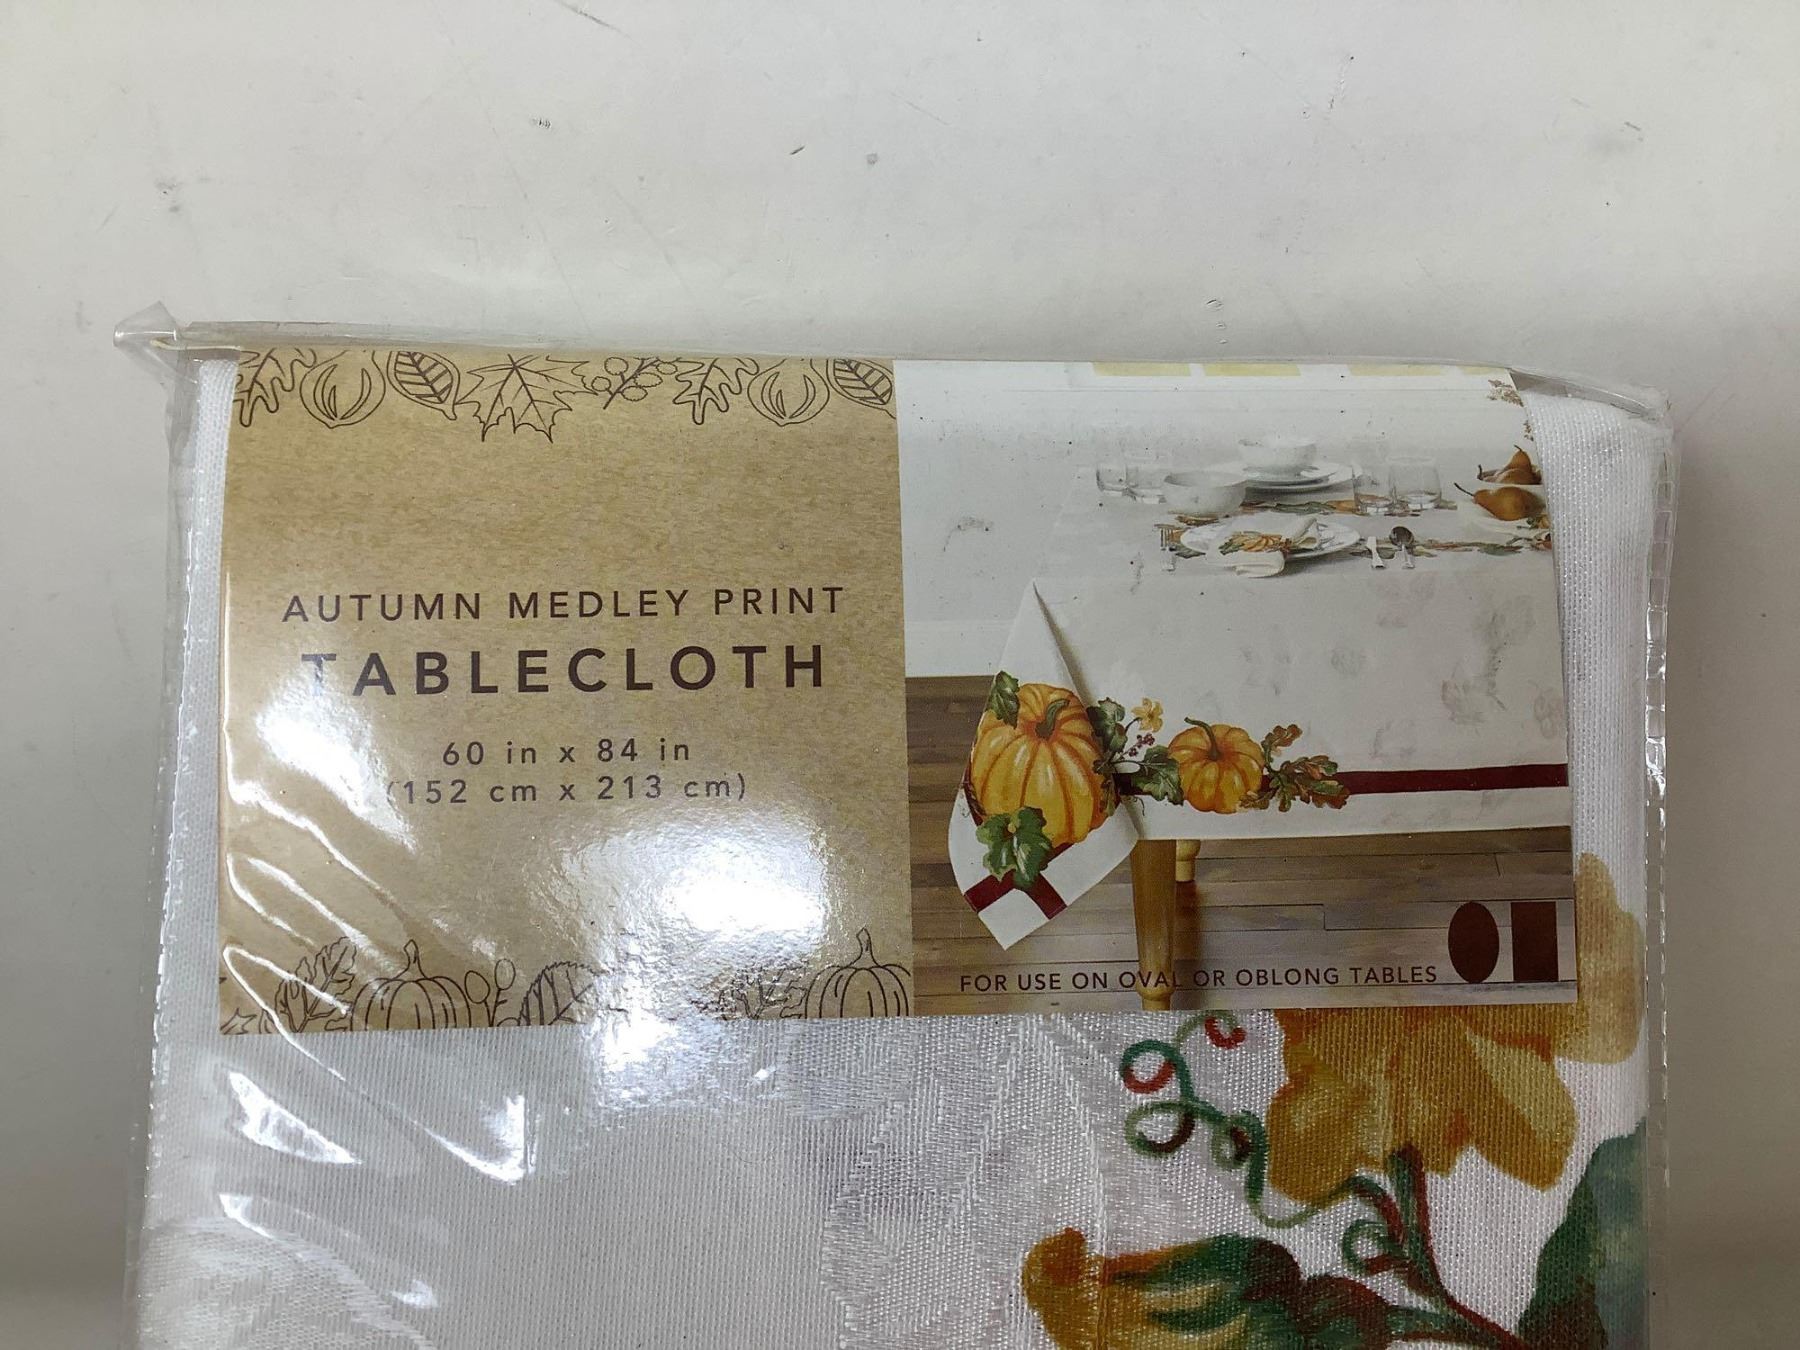 AUTUMN MEDLEY PRINT
TABLECLOTH
60 in x 84 in
(152 cm x 213 cm)
FOR USE ON OVAL OR OBLONG TABLES